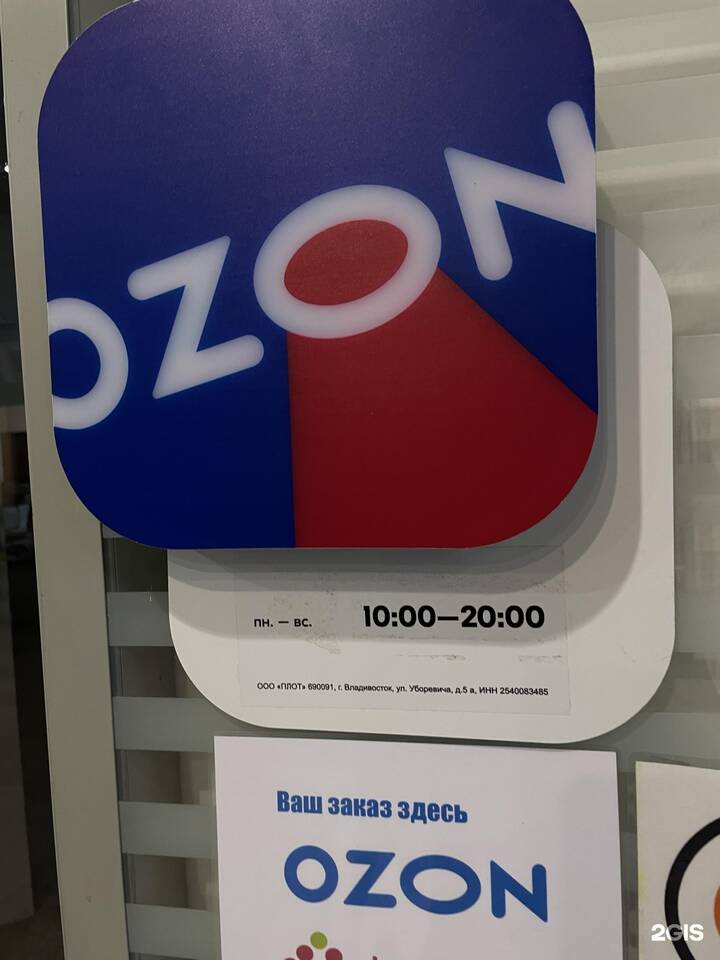 OZON
ПН. — ВС. 10:00—20:00
ООО «ПЛОТ» 690091, г. Владивосток, ул. Уборевича, д.5 а, ИНН 2540083485
Ваш заказ здесь
OZON
2GIS